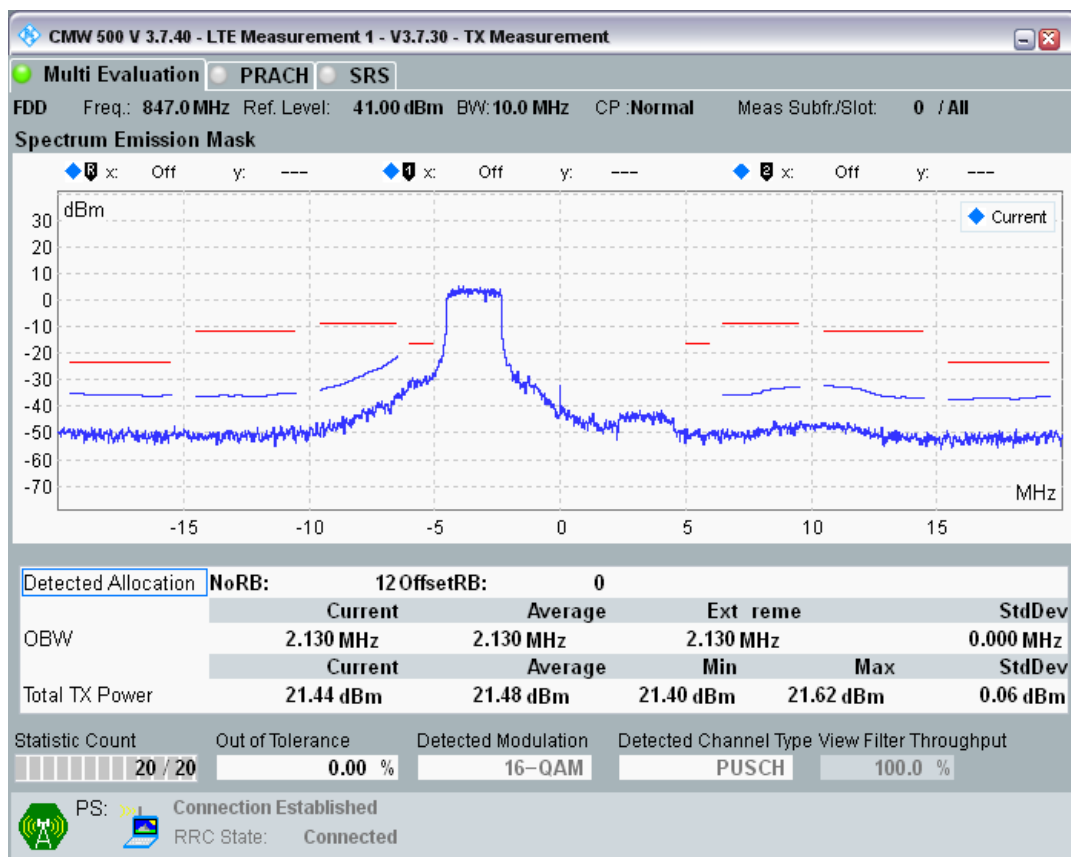 CMW 500 V 3.7.40 - LTE Measurement 1 - V3.7.30 - TX Measurement
Multi Evaluation PRACH SRS
FDD Freq.: 847.0 MHz Ref. Level: 41.00 dBm BW: 10.0 MHz CP :Normal Meas Subfr./Slot: 0 / All
Spectrum Emission Mask
R x: Off y: --- 1 x: Off y: --- 2 x: Off y: ---
dBm
Current
30
20
10
0
-10
-20
-30
-40
-50
-60
-70
MHz
-15 -10 -5 0 5 10 15
Detected Allocation NoRB: 12 OffsetRB: 0
Current Average Ext reme StdDev
OBW 2.130 MHz 2.130 MHz 2.130 MHz 0.000 MHz
Current Average Min Max StdDev
Total TX Power 21.44 dBm 21.48 dBm 21.40 dBm 21.62 dBm 0.06 dBm
Statistic Count Out of Tolerance Detected Modulation Detected Channel Type View Filter Throughput
20 / 20 0.00 % 16-QAM PUSCH 100.0 %
PS: Connection Established
RRC State: Connected